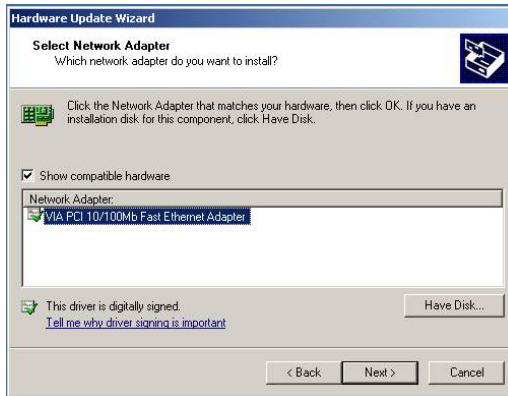 Hardware Update Wizard
Select Network Adapter
Which network adapter do you want to install?
Click the Network Adapter that matches your hardware, then click OK. If you have an
installation disk for this component, click Have Disk.
Show compatible hardware
Network Adapter:
VIA PCI 10/100Mb Fast Ethernet Adapter
This driver is digitally signed.
Have Disk...
Tell me why driver signing is important
< Back
Next >
Cancel